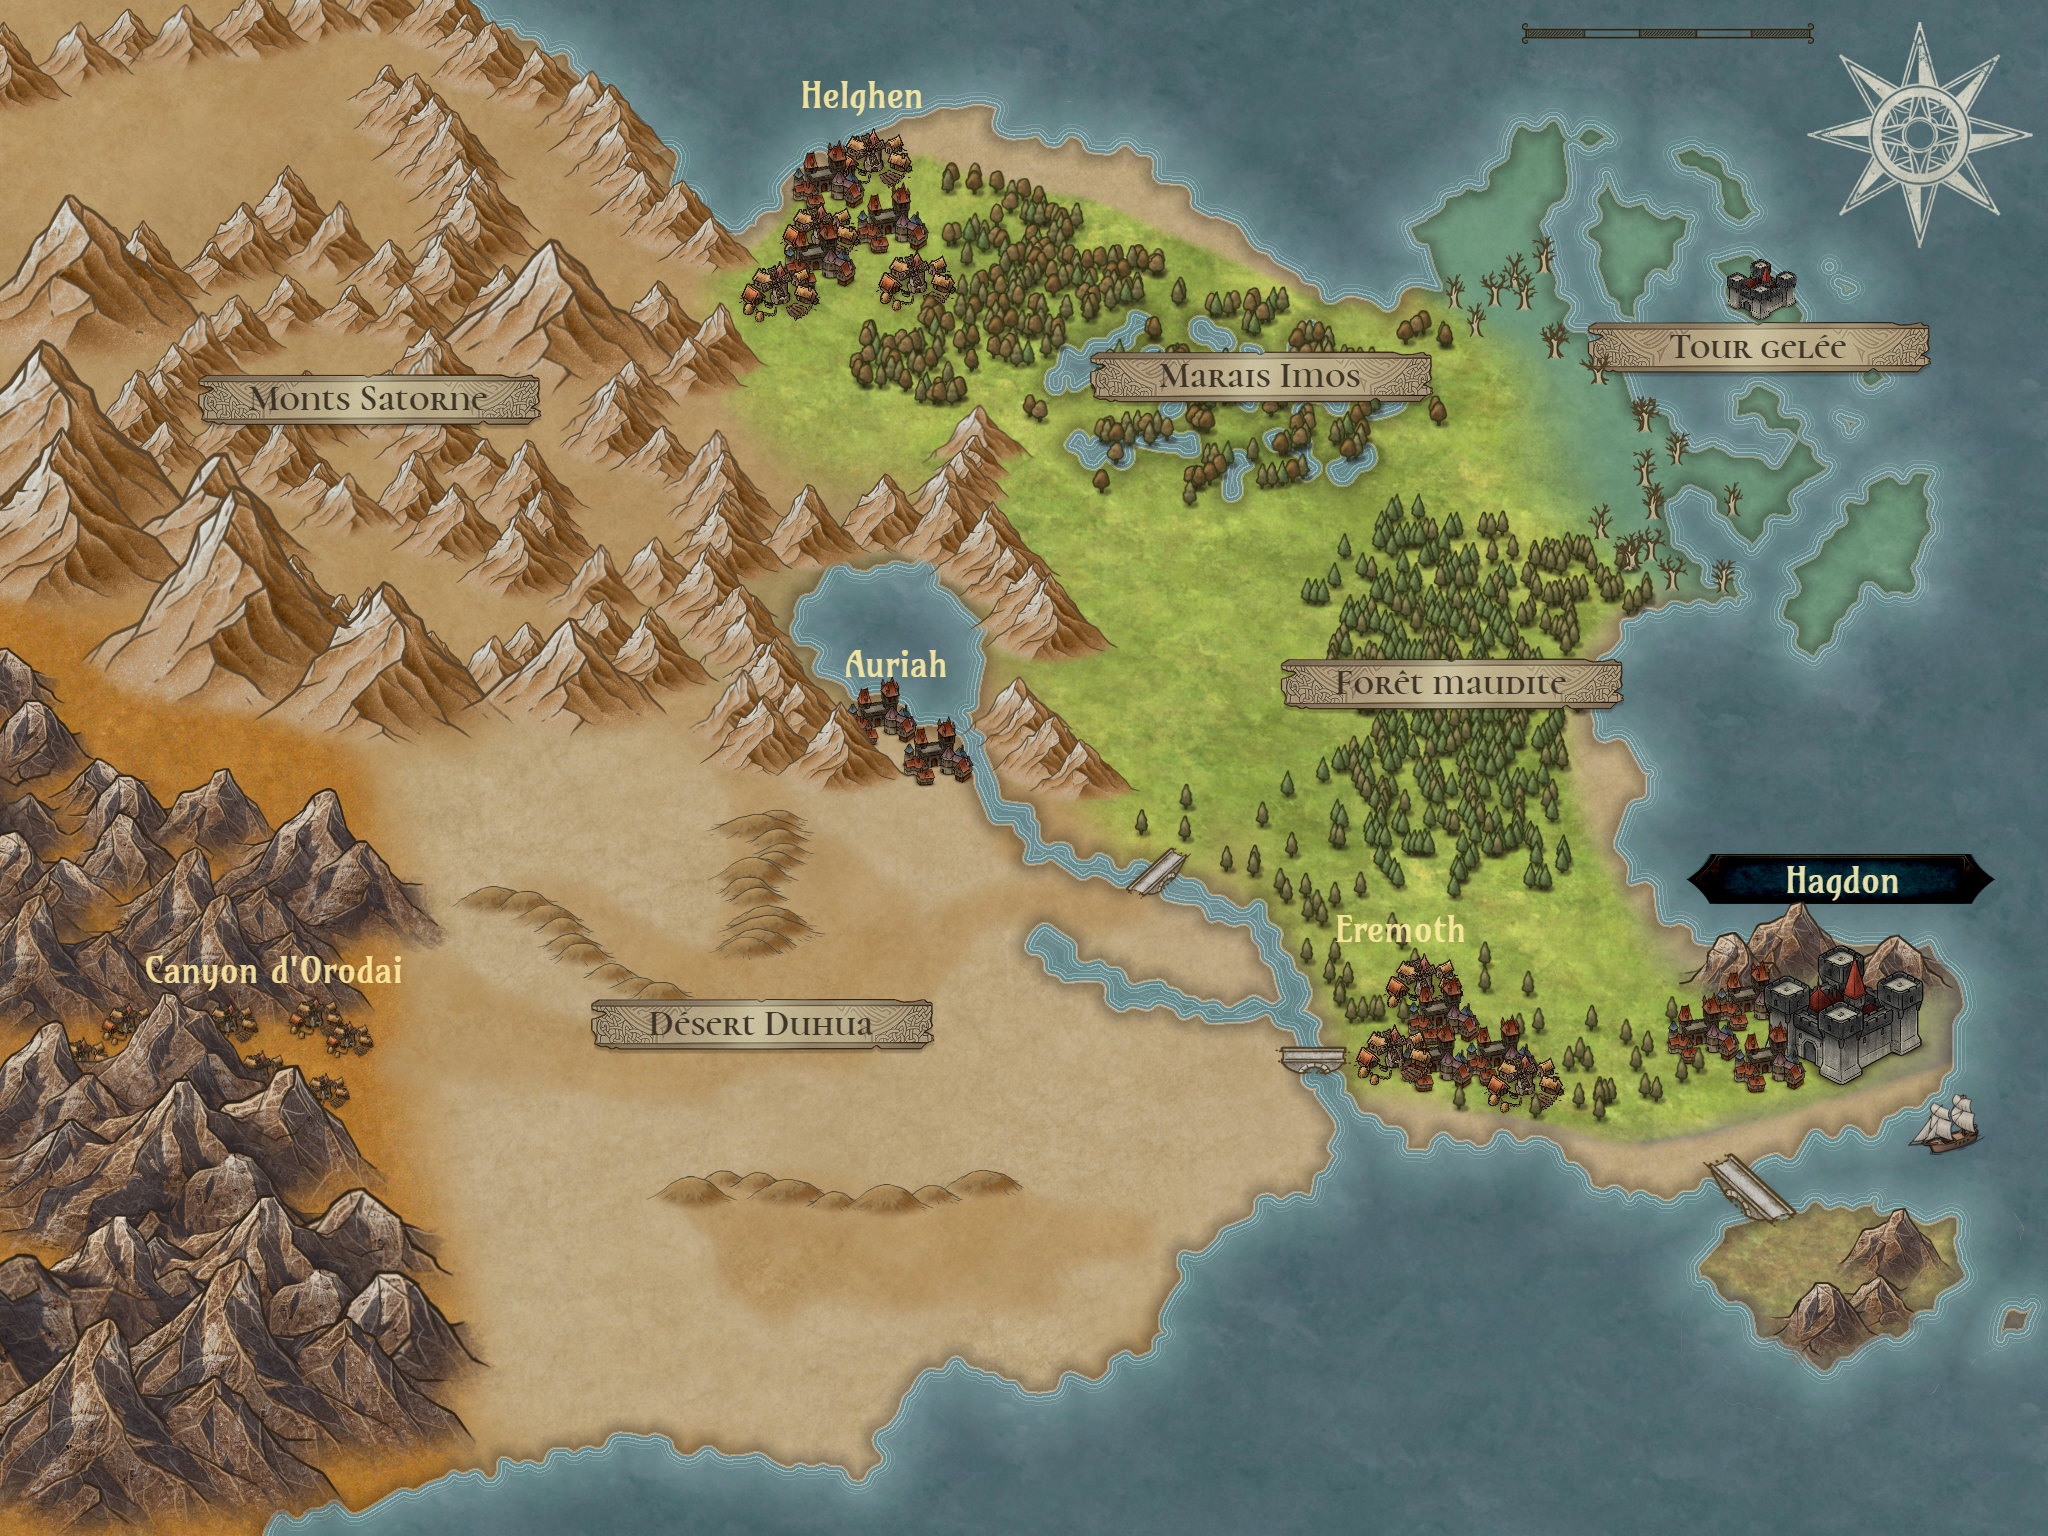 Helghen
Tour gelée
Marais Imos
Monts Satorne
Auriah
Forêt maudite
Hagdon
Eremoth
Canyon d'Orodai
Désert Duhua